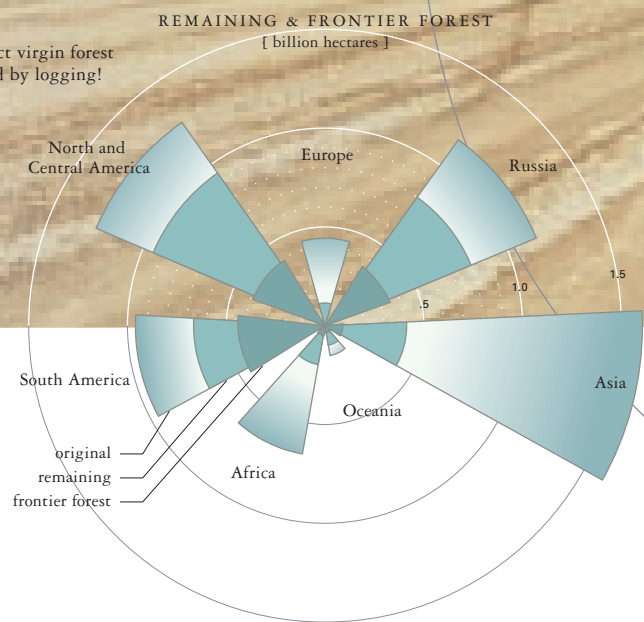 REMAINING & FRONTIER FOREST
[ billion hectares ]
ct virgin forest
d by logging!
North and
Central America
Europe
Russia
1.5
1.0
.5
South America
Asia
Oceania
original
remaining
frontier forest
Africa